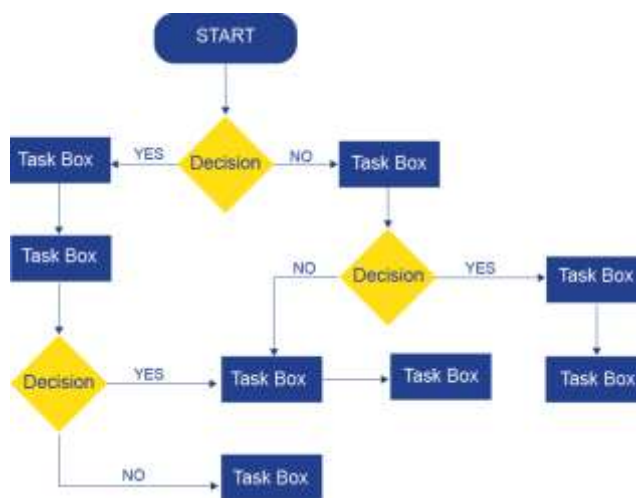 START
Task Box
YES
Decision
NO
Task Box
Task Box
NO
Decision
YES
Task Box
Decision
YES
Task Box
Task Box
Task Box
NO
Task Box